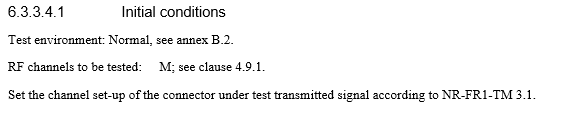 6.3.3.4.1 Initial conditions
Test environment: Normal, see annex B.2.
RF channels to be tested: M; see clause 4.9.1.
Set the channel set-up of the connector under test transmitted signal according to NR-FR1-TM 3.1.